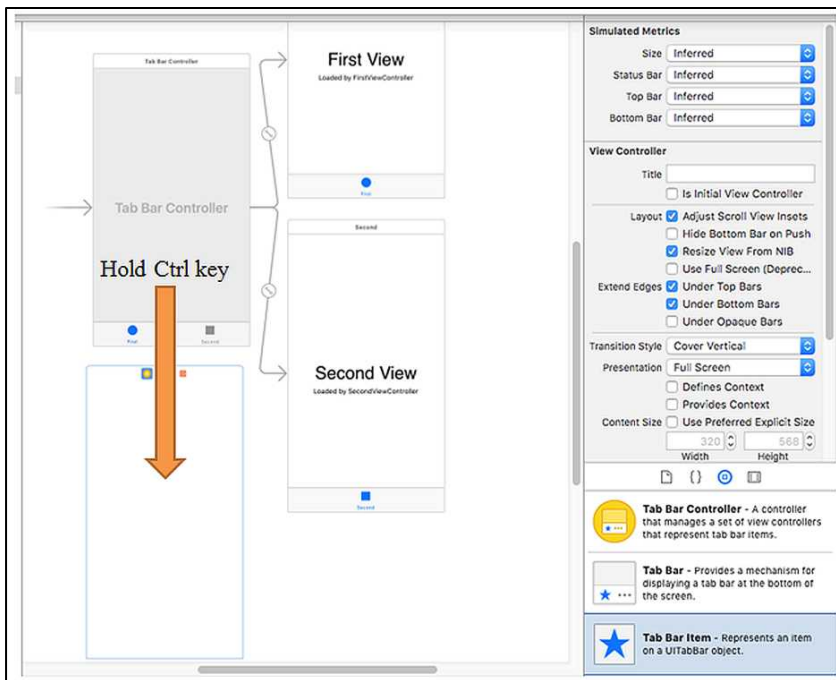 Tab Bar Controller
Tab Bar Controller
Hold Ctrl key
First
Second
First View
Loaded by FirstViewController
First
Second
Second View
Loaded by SecondViewController
Second
Simulated Metrics
Size Inferred
Status Bar Inferred
Top Bar Inferred
Bottom Bar Inferred
View Controller
Title
Is Initial View Controller
Layout Adjust Scroll View Insets
Hide Bottom Bar on Push
Resize View From NIB
Use Full Screen (Deprec...
Extend Edges Under Top Bars
Under Bottom Bars
Under Opaque Bars
Transition Style Cover Vertical
Presentation Full Screen
Defines Context
Provides Context
Content Size Use Preferred Explicit Size
320 568
Width Height
{ }
Tab Bar Controller - A controller
that manages a set of view controllers
that represent tab bar items.
Tab Bar - Provides a mechanism for
displaying a tab bar at the bottom of
the screen.
Tab Bar Item - Represents an item
on a UITabBar object.